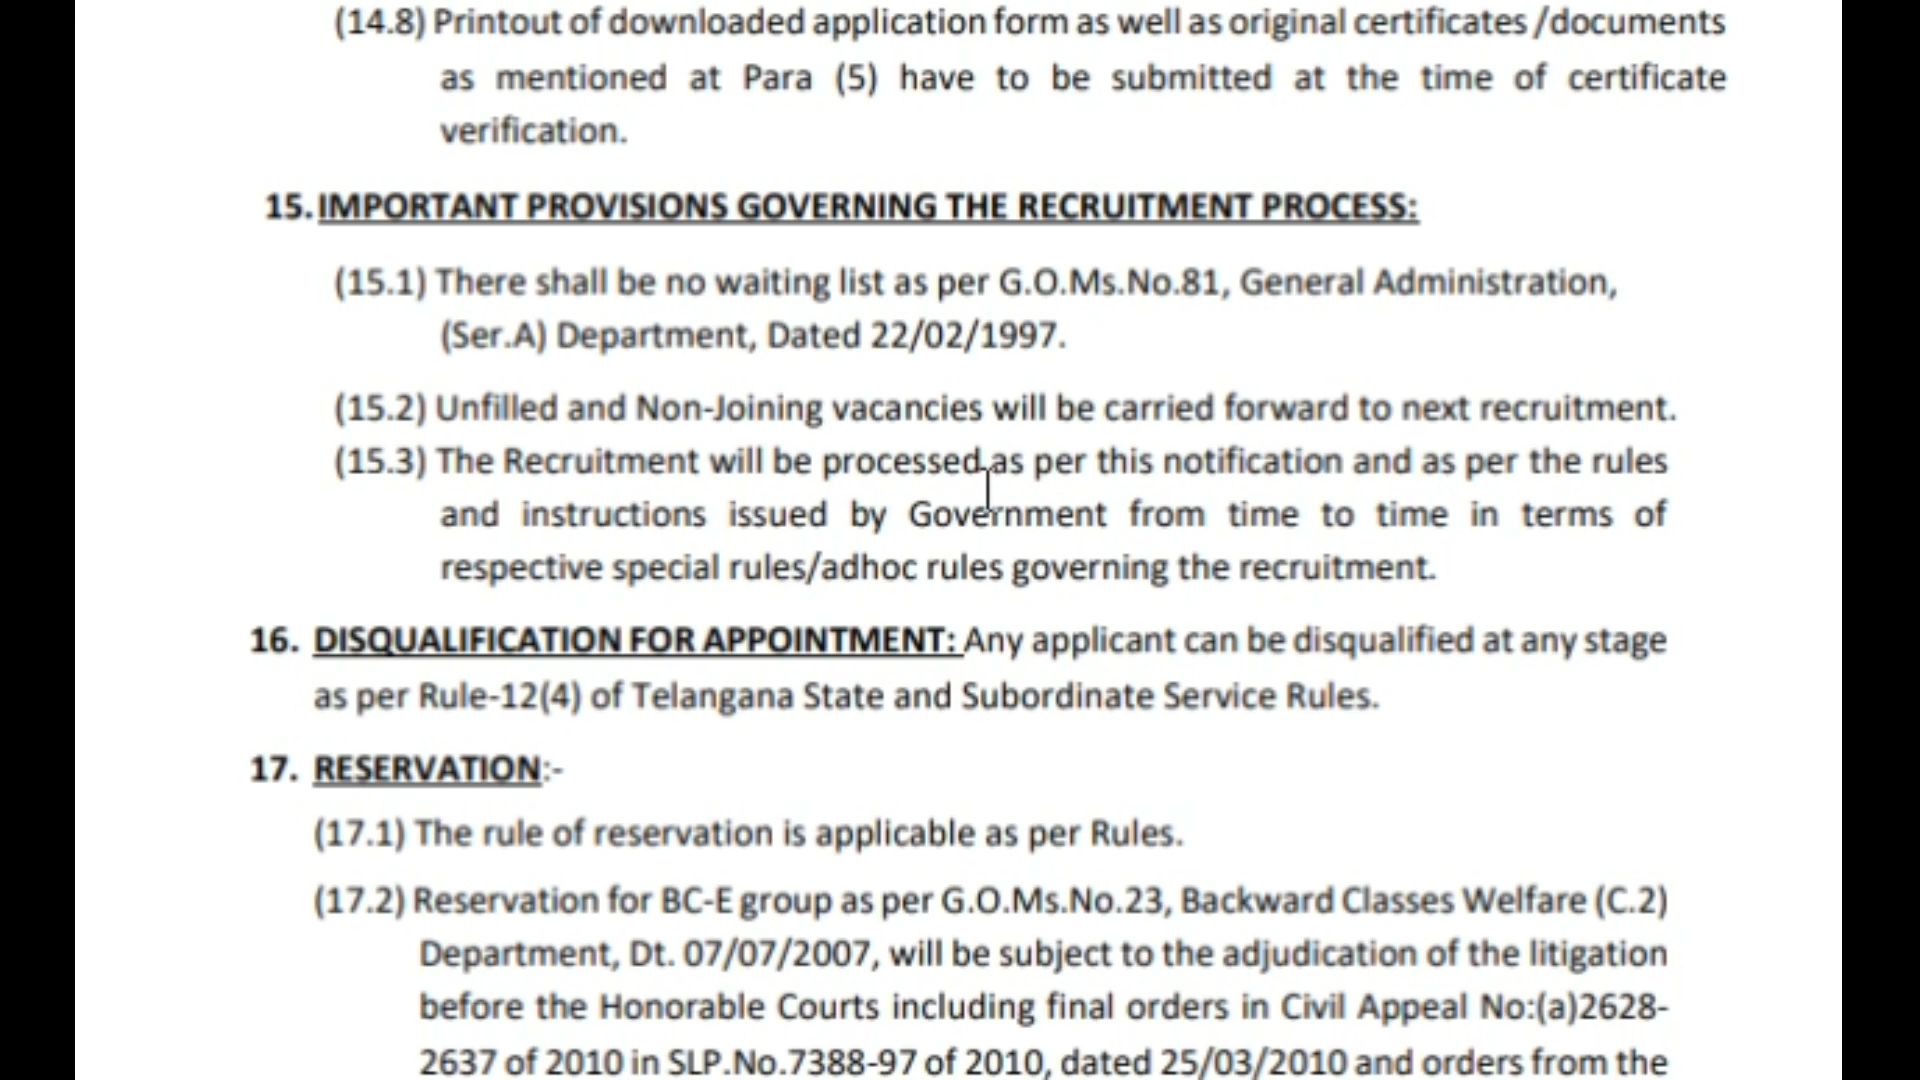 (14.8) Printout of downloaded application form as well as original certificates /documents
as mentioned at Para (5) have to be submitted at the time of certificate
verification.
15. IMPORTANT PROVISIONS GOVERNING THE RECRUITMENT PROCESS:
(15.1) There shall be no waiting list as per G.O.Ms.No.81, General Administration,
(Ser.A) Department, Dated 22/02/1997.
(15.2) Unfilled and Non-Joining vacancies will be carried forward to next recruitment.
(15.3) The Recruitment will be processed as per this notification and as per the rules
and instructions issued by Government from time to time in terms of
respective special rules/adhoc rules governing the recruitment.
16. DISQUALIFICATION FOR APPOINTMENT: Any applicant can be disqualified at any stage
as per Rule-12(4) of Telangana State and Subordinate Service Rules.
17. RESERVATION:-
(17.1) The rule of reservation is applicable as per Rules.
(17.2) Reservation for BC-E group as per G.O.Ms.No.23, Backward Classes Welfare (C.2)
Department, Dt. 07/07/2007, will be subject to the adjudication of the litigation
before the Honorable Courts including final orders in Civil Appeal No:(a)2628-
2637 of 2010 in SLP.No.7388-97 of 2010, dated 25/03/2010 and orders from the